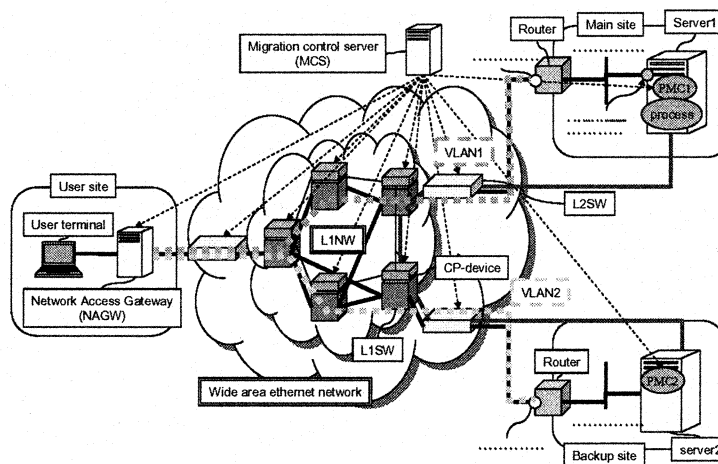 Router
Main site
Server1
Migration control server
(MCS)
PMC1
process
VLAN1
User site
User terminal
L2SW
L1NW
CP-device
Network Access Gateway
(NAGW)
VLAN2
L1SW
Router
PMC2
Wide area ethernet network
Backup site
server2